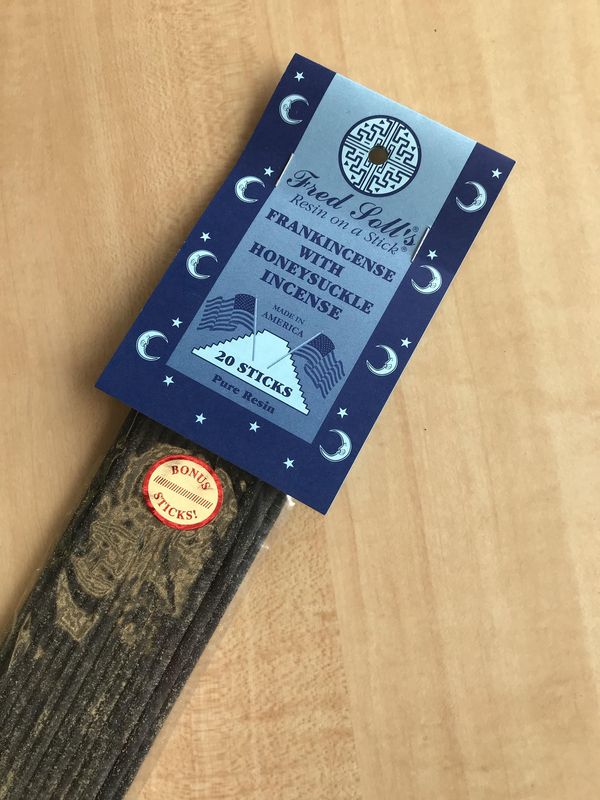 Fred Soll's®
Resin on a Stick®
FRANKINCENSE
WITH
HONEYSUCKLE
INCENSE
MADE IN
AMERICA
20 STICKS
Pure Resin
BONUS
STICKS!